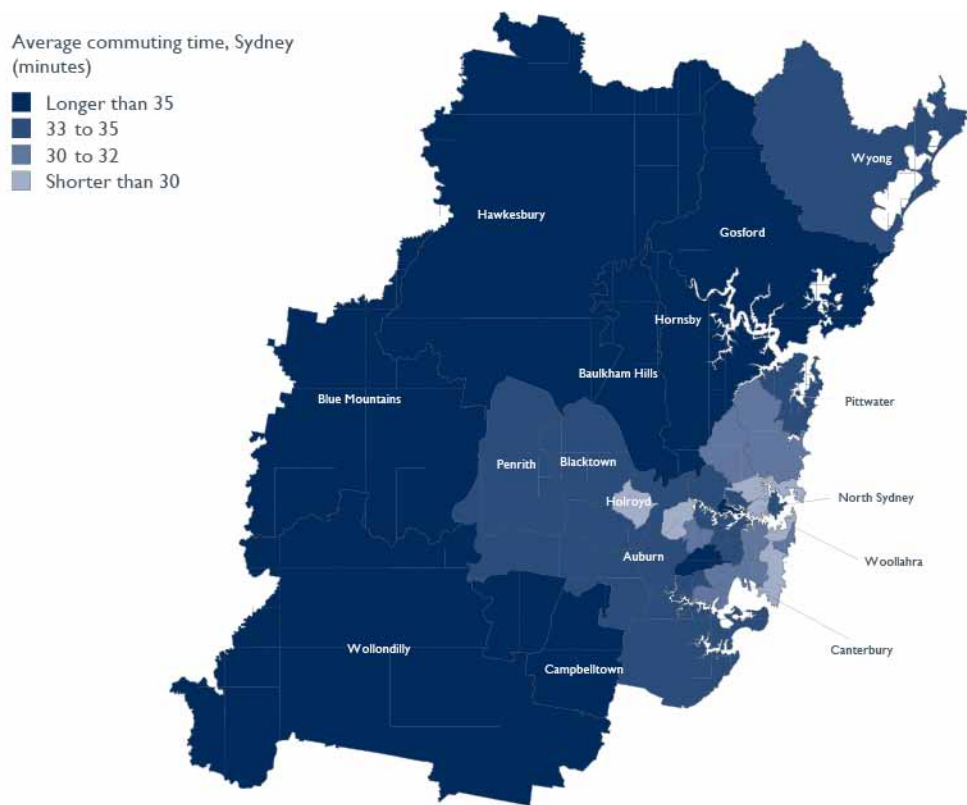 Average commuting time, Sydney
(minutes)
Longer than 35
33 to 35
30 to 32
Shorter than 30
Wyong
Hawkesbury
Gosford
Hornsby
Baulkham Hills
Blue Mountains
Pittwater
Penrith
Blacktown
Holroyd
North Sydney
Auburn
Woollahra
Wollondilly
Canterbury
Campbelltown